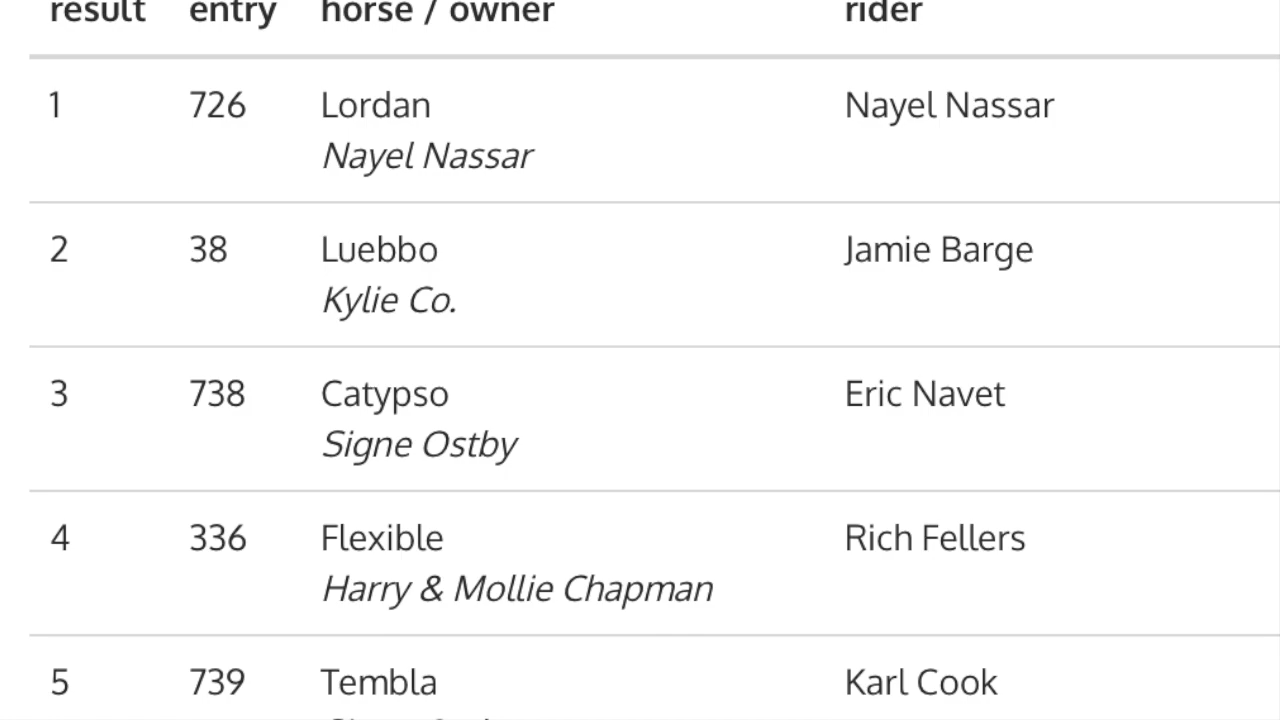 result entry horse / owner rider
1 726 Lordan Nayel Nassar
Nayel Nassar
2 38 Luebbo Jamie Barge
Kylie Co.
3 738 Catypso Eric Navet
Signe Ostby
4 336 Flexible Rich Fellers
Harry & Mollie Chapman
5 739 Tembla Karl Cook